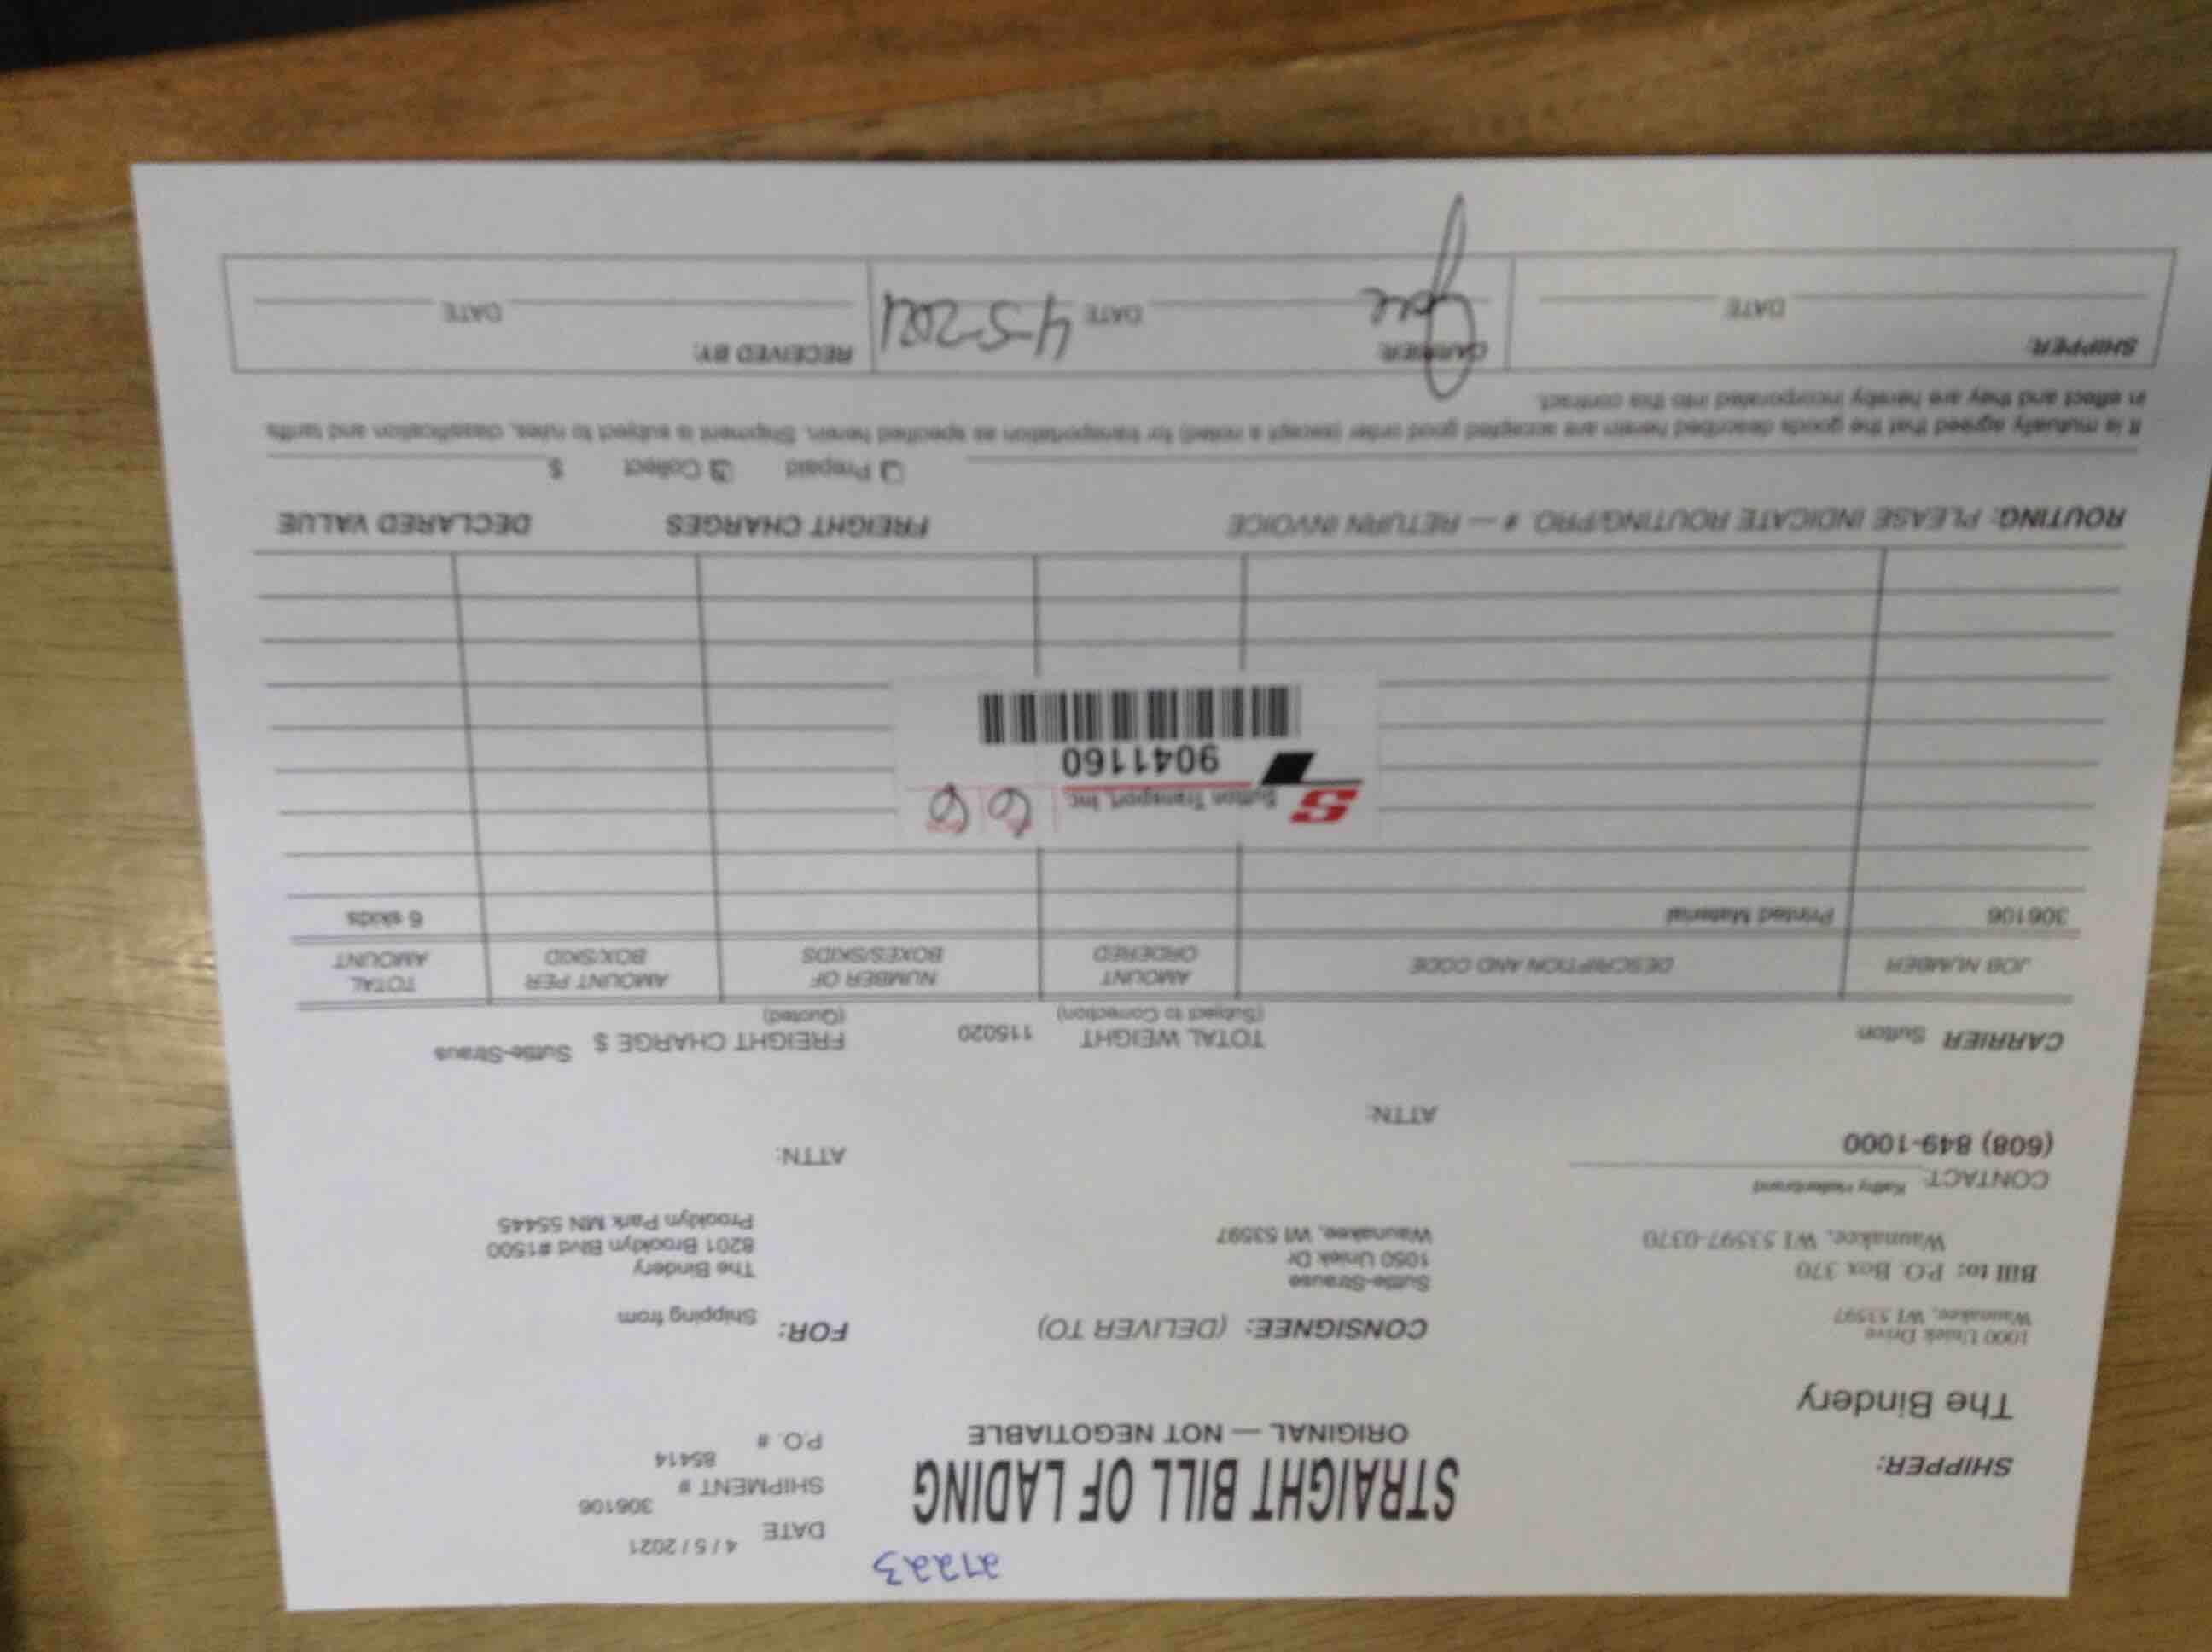 27223
STRAIGHT BILL OF LADING
ORIGINAL — NOT NEGOTIABLE
DATE 4 / 5 / 2021
SHIPMENT # 306106
P.O. # 85414
SHIPPER:
The Bindery
1000 Uniek Drive
Waunakee, WI 53597
Bill to: P.O. Box 370
Waunakee, WI 53597-0370
CONTACT: Kathy
(608) 849-1000
CONSIGNEE: (DELIVER TO)
Suttle-Strause
1050 Uniek Dr
Waunakee, WI 53597
ATTN:
FOR: Shipping from
The Bindery
8201 Brooklyn Blvd #1500
Prooklyn Park MN 55445
ATTN:
CARRIER Sutton
TOTAL WEIGHT 115020
(Subject to Correction)
FREIGHT CHARGE $ Suttle-Straus
(Quoted)
JOB NUMBER DESCRIPTION AND CODE AMOUNT ORDERED NUMBER OF BOXES/SKIDS AMOUNT PER BOX/SKID TOTAL AMOUNT
306106 Printed Material 6 skids
S Sutton Transport, Inc. 6 6
9041160
ROUTING: PLEASE INDICATE ROUTING/PRO. # — RETURN INVOICE FREIGHT CHARGES DECLARED VALUE
Prepaid Collect $
It is mutually agreed that the goods described herein are accepted good order (except a noted) for transportation as specified herein. Shipment is subject to rules, classification and tariffs
in effect and they are hereby incorporated into this contract.
SHIPPER: CARRIER: RECEIVED BY:
DATE DATE 4-5-2021 DATE